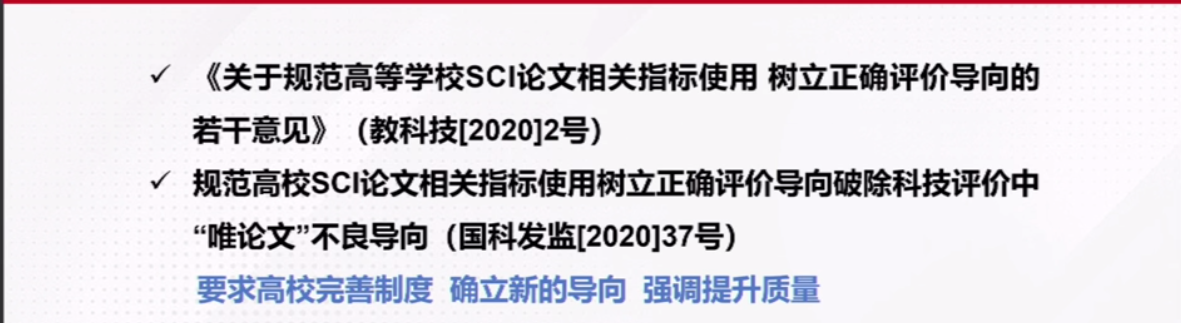 ✓ 《关于规范高等学校SCI论文相关指标使用 树立正确评价导向的
若干意见》（教科技[2020]2号）
✓ 规范高校SCI论文相关指标使用树立正确评价导向破除科技评价中
“唯论文”不良导向（国科发监[2020]37号）
要求高校完善制度 确立新的导向 强调提升质量